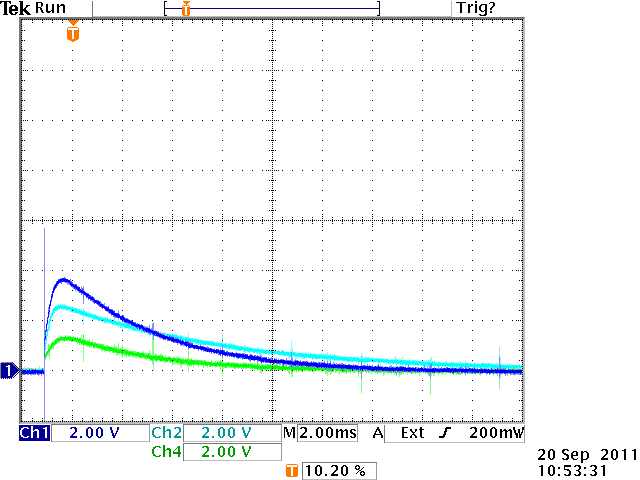 Tek Run Trig?
T
T
1
Ch1 2.00 V Ch2 2.00 V M 2.00ms A Ext 200mV
Ch4 2.00 V
T 10.20 %
20 Sep 2011
10:53:31